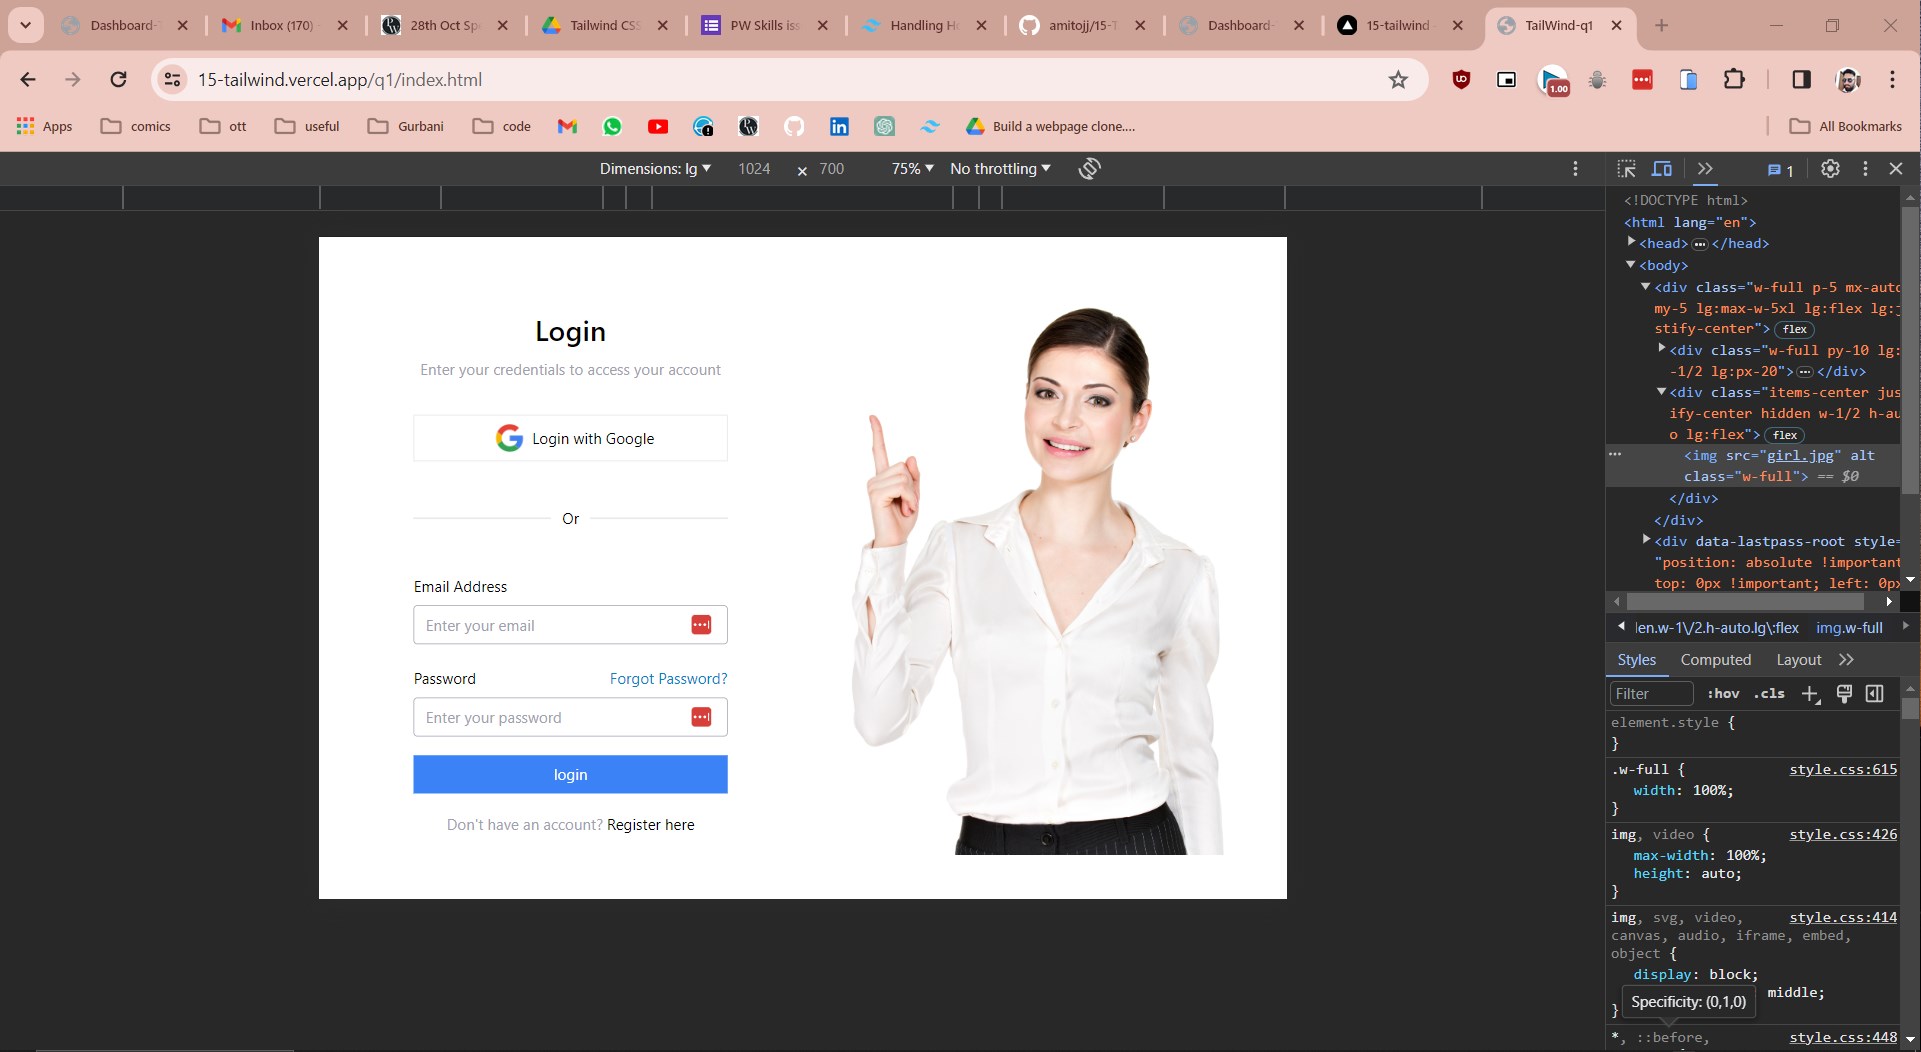 Dashboard-T
Inbox (170) -
28th Oct Spe
Tailwind CSS
PW Skills iss
Handling Ho
amitojj/15-T
Dashboard-T
15-tailwind -
TailWind-q1
15-tailwind.vercel.app/q1/index.html
1.00
Apps
comics
ott
useful
Gurbani
code
Build a webpage clone....
All Bookmarks
Dimensions: lg
1024 × 700
75%
No throttling
1
<!DOCTYPE html>
<html lang="en">
<head> ••• </head>
<body>
<div class="w-full p-5 mx-auto
my-5 lg:max-w-5xl lg:flex lg:j
stify-center"> flex
<div class="w-full py-10 lg:
-1/2 lg:px-20"> ••• </div>
<div class="items-center jus
ify-center hidden w-1/2 h-au
o lg:flex"> flex
<img src="girl.jpg" alt
class="w-full"> == $0
</div>
</div>
<div data-lastpass-root style=
"position: absolute !important
top: 0px !important; left: 0px
len.w-1\/2.h-auto.lg\:flex
img.w-full
Styles
Computed
Layout
Filter
:hov
.cls
element.style {
}
.w-full {
style.css:615
width: 100%;
}
img, video {
style.css:426
max-width: 100%;
height: auto;
}
img, svg, video,
style.css:414
canvas, audio, iframe, embed,
object {
display: block;
middle;
}
Specificity: (0,1,0)
*, ::before,
style.css:448
Login
Enter your credentials to access your account
Login with Google
Or
Email Address
Enter your email
Password
Forgot Password?
Enter your password
login
Don't have an account? Register here